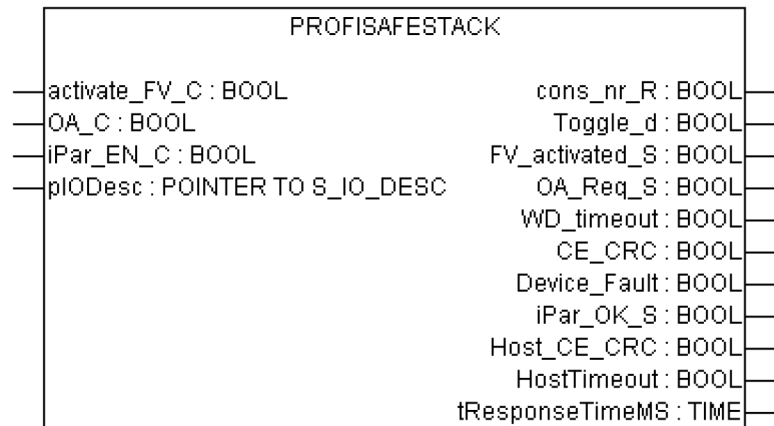 PROFISAFESTACK
activate_FV_C : BOOL cons_nr_R : BOOL
OA_C : BOOL Toggle_d : BOOL
iPar_EN_C : BOOL FV_activated_S : BOOL
pIODesc : POINTER TO S_IO_DESC OA_Req_S : BOOL
WD_timeout : BOOL
CE_CRC : BOOL
Device_Fault : BOOL
iPar_OK_S : BOOL
Host_CE_CRC : BOOL
HostTimeout : BOOL
tResponseTimeMS : TIME